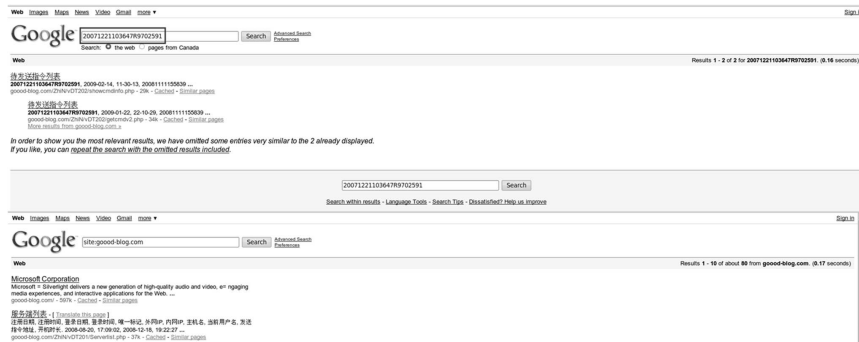 Web Images Maps News Video Gmail more ▼ Sign i
Google 20071221103647R9702591 Search Advanced Search
Preferences
Search: the web pages from Canada
Web Results 1 - 2 of 2 for 20071221103647R9702591. (0.16 seconds)
待发送指令列表
20071221103647R9702591, 2009-02-14, 11-30-13, 20081111155839 ...
goood-blog.com/ZhiN/vDT202/showcmdinfo.php - 29k - Cached - Similar pages
待发送指令列表
20071221103647R9702591, 2009-01-22, 22-10-29, 20081111155839 ...
goood-blog.com/ZhiN/vDT202/getcmdv2.php - 34k - Cached - Similar pages
More results from goood-blog.com »
In order to show you the most relevant results, we have omitted some entries very similar to the 2 already displayed.
If you like, you can repeat the search with the omitted results included.
20071221103647R9702591 Search
Search within results - Language Tools - Search Tips - Dissatisfied? Help us improve
Web Images Maps News Video Gmail more ▼ Sign in
Google site:goood-blog.com Search Advanced Search
Preferences
Web Results 1 - 10 of about 80 from goood-blog.com. (0.17 seconds)
Microsoft Corporation
Microsoft = Silverlight delivers a new generation of high-quality audio and video, e= ngaging
media experiences, and interactive applications for the Web. ...
goood-blog.com/ - 597k - Cached - Similar pages
服务端列表 - [ Translate this page ]
注册日期, 注册时间, 登录日期, 登录时间, 唯一标记, 外网IP, 内网IP, 主机名, 当前用户名, 发送
指令地址, 开机时长, 2008-08-20, 17:09:02, 2008-12-18, 19:22:27 ...
goood-blog.com/ZhiN/vDT201/Serverlist.php - 37k - Cached - Similar pages